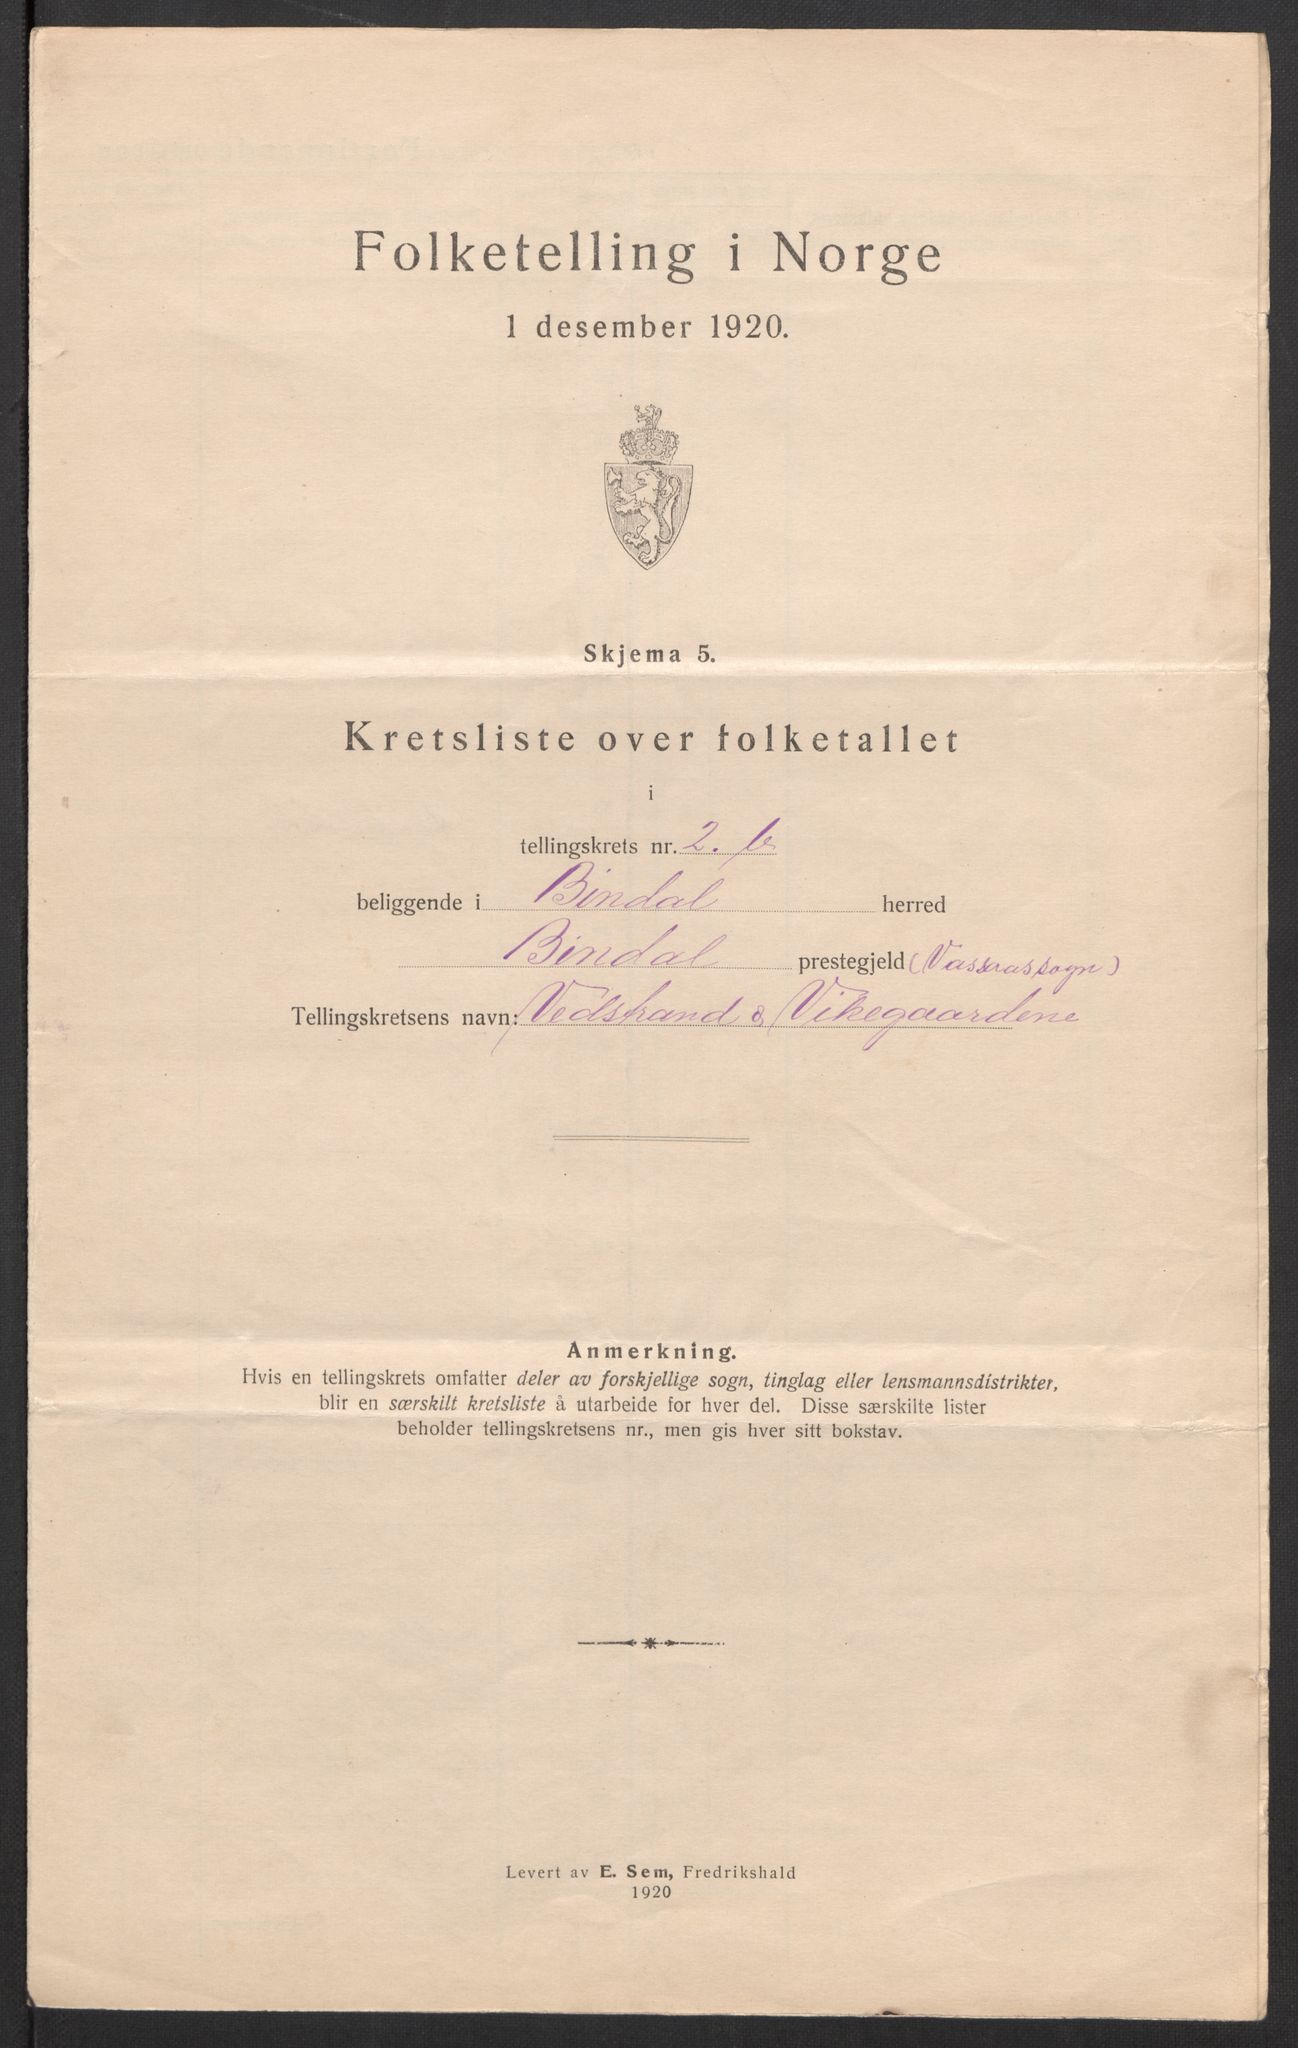 Folketelling i Norge
1 desember 1920.
Skjema 5.
Kretsliste over folketallet
i
tellingskrets nr. 2. b
beliggende i Bindal herred
Bindal prestegjeld (Vassaassogn)
Tellingskretsens navn: Vedstrand & Vikegaardene
Anmerkning.
Hvis en tellingskrets omfatter deler av forskjellige sogn, tinglag eller lensmannsdistrikter,
blir en særskilt kretsliste å utarbeide for hver del. Disse særskilte lister
beholder tellingskretsens nr., men gis hver sitt bokstav.
Levert av E. Sem, Fredrikshald
1920